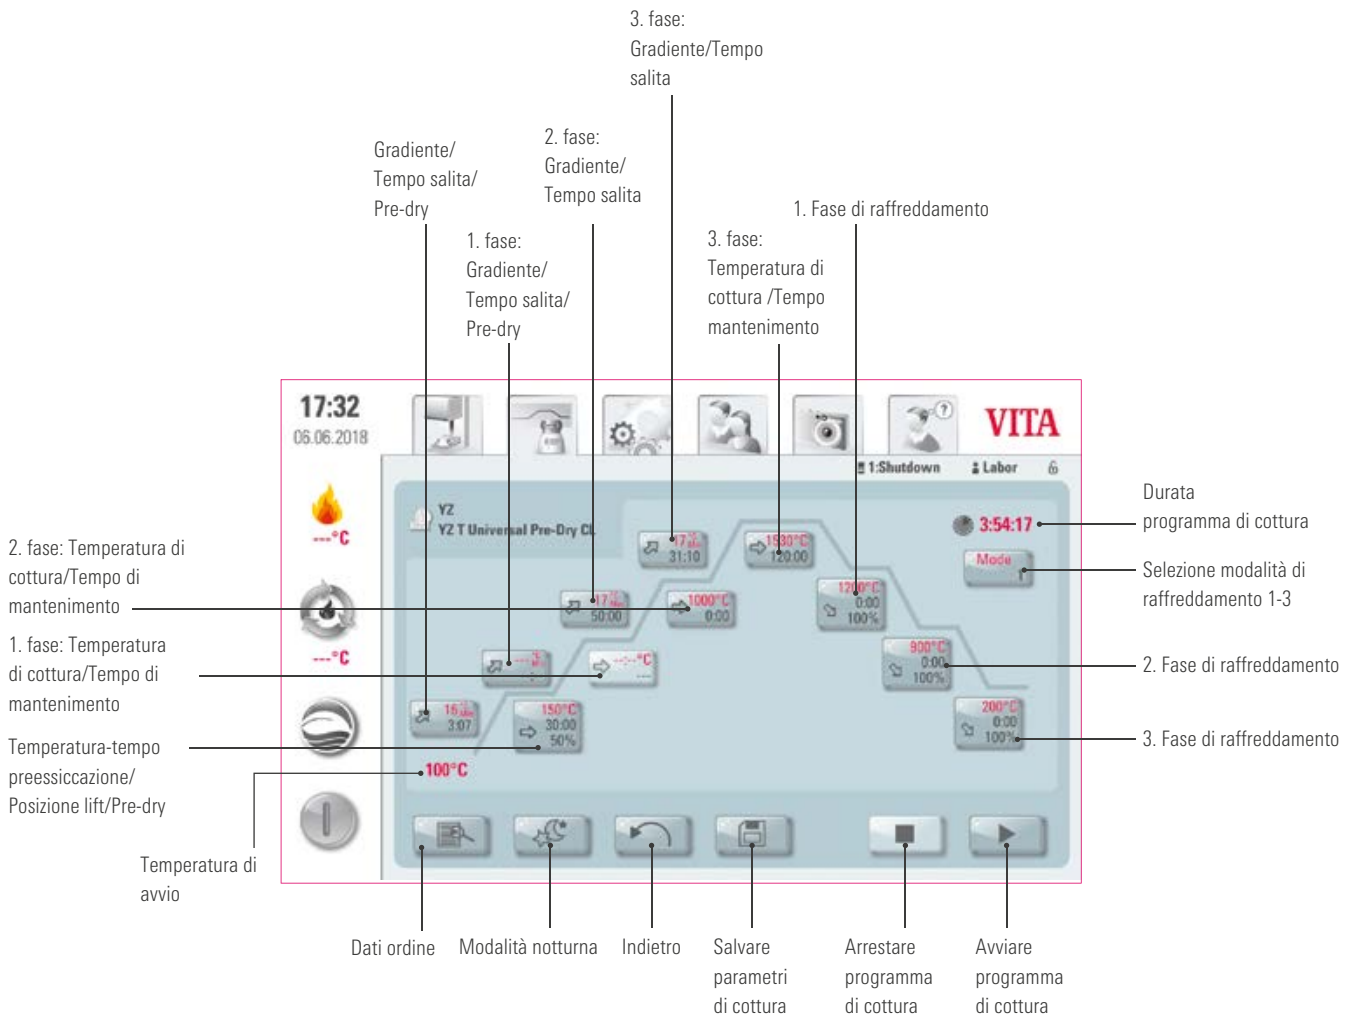 3. fase:
Gradiente/Tempo
salita
Gradiente/
Tempo salita/
Pre-dry
2. fase:
Gradiente/
Tempo salita
1. fase:
Gradiente/
Tempo salita/
Pre-dry
1. Fase di raffreddamento
3. fase:
Temperatura di
cottura /Tempo
mantenimento
17:32
06.06.2018
VITA
1:Shutdown
Labor
YZ
YZ T Universal Pre-Dry CL
3:54:17
Mode
1
---°C
---°C
17
31:10
1530°C
120:00
17
50:00
1000°C
0:00
1200°C
0:00
100%
900°C
0:00
100%
200°C
0:00
100%
--:--°C
---
16
3:07
150°C
30:00
50%
100°C
Durata
programma di cottura
Selezione modalità di
raffreddamento 1-3
2. Fase di raffreddamento
3. Fase di raffreddamento
2. fase: Temperatura di
cottura/Tempo di
mantenimento
1. fase: Temperatura
di cottura/Tempo di
mantenimento
Temperatura-tempo
preessiccazione/
Posizione lift/Pre-dry
Temperatura di
avvio
Dati ordine
Modalità notturna
Indietro
Salvare
parametri
di cottura
Arrestare
programma
di cottura
Avviare
programma
di cottura